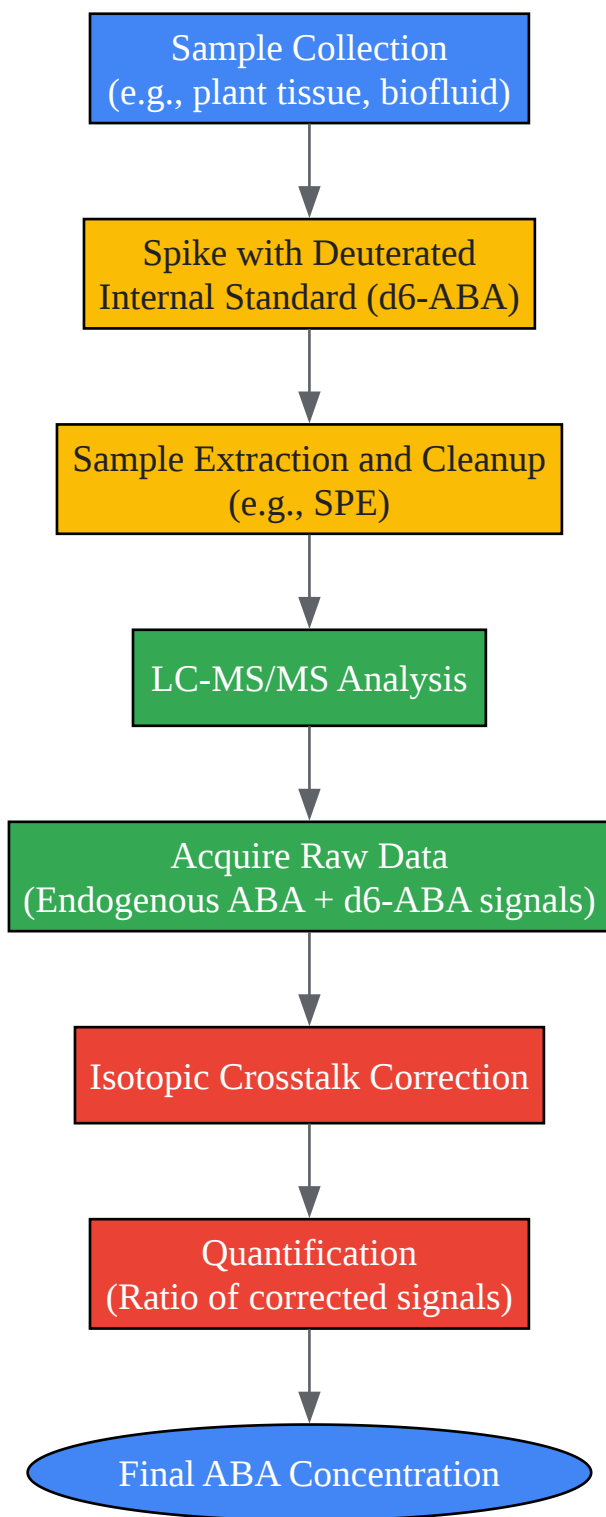 Sample Collection
(e.g., plant tissue, biofluid)
Spike with Deuterated
Internal Standard (d6-ABA)
Sample Extraction and Cleanup
(e.g., SPE)
LC-MS/MS Analysis
Acquire Raw Data
(Endogenous ABA + d6-ABA signals)
Isotopic Crosstalk Correction
Quantification
(Ratio of corrected signals)
Final ABA Concentration